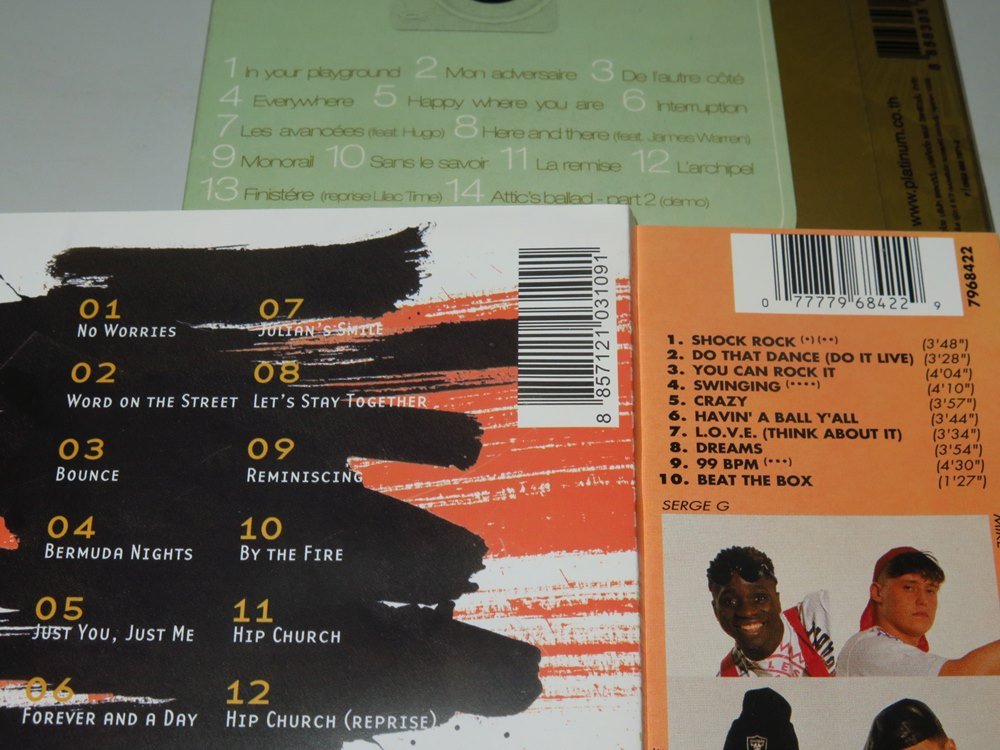 1 In your playground 2 Mon adversaire 3 De l'autre côté
4 Everywhere 5 Happy where you are 6 Interruption
7 Les avancées (feat. Hugo) 8 Here and there (feat. James Warren)
9 Monorail 10 Sans le savoir 11 La remise 12 L'archipel
13 Finistére (reprise Lilac Time) 14 Attic's ballad - part 2 (demo)
www.platinum.co.th
01 No Worries
02 Word on the Street
03 Bounce
04 Bermuda Nights
05 Just You, Just Me
06 Forever and a Day
07 Julian's Smile
08 Let's Stay Together
09 Reminiscing
10 By the Fire
11 Hip Church
12 Hip Church (reprise)
8 857121 031091
0 77779 68422 9
7968422
1. SHOCK ROCK (*)(**) (3'48")
2. DO THAT DANCE (DO IT LIVE) (3'28")
3. YOU CAN ROCK IT (4'04")
4. SWINGING (****) (4'10")
5. CRAZY (3'57")
6. HAVIN' A BALL Y'ALL (3'44")
7. L.O.V.E. (THINK ABOUT IT) (3'34")
8. DREAMS (3'54")
9. 99 BPM (***) (4'30")
10. BEAT THE BOX (1'27")
SERGE G